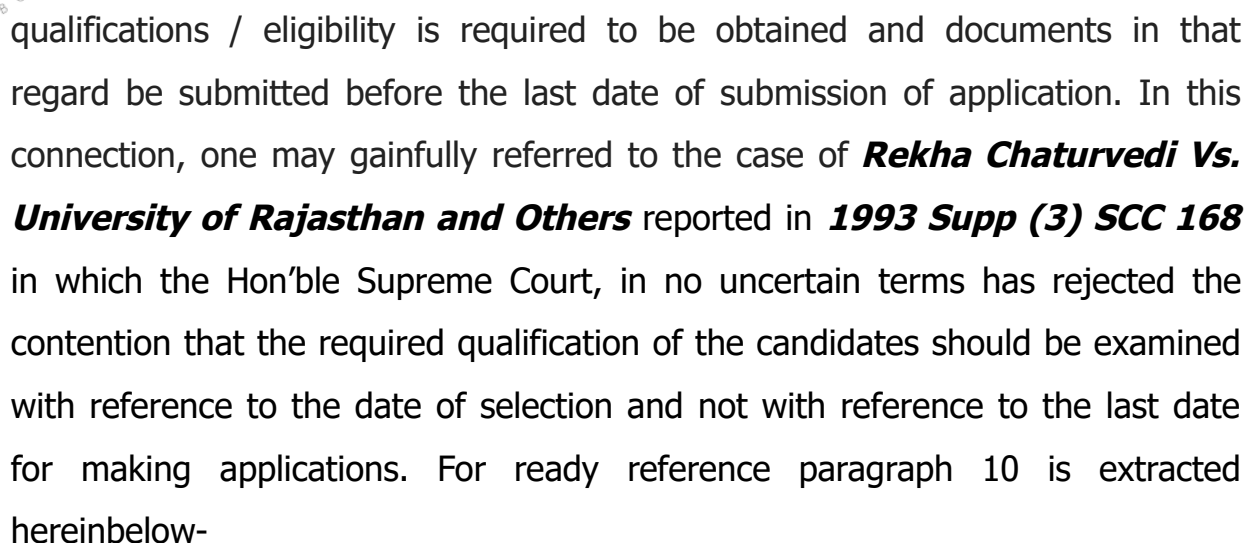 qualifications / eligibility is required to be obtained and documents in that
regard be submitted before the last date of submission of application. In this
connection, one may gainfully referred to the case of Rekha Chaturvedi Vs.
University of Rajasthan and Others reported in 1993 Supp (3) SCC 168
in which the Hon’ble Supreme Court, in no uncertain terms has rejected the
contention that the required qualification of the candidates should be examined
with reference to the date of selection and not with reference to the last date
for making applications. For ready reference paragraph 10 is extracted
hereinbelow-